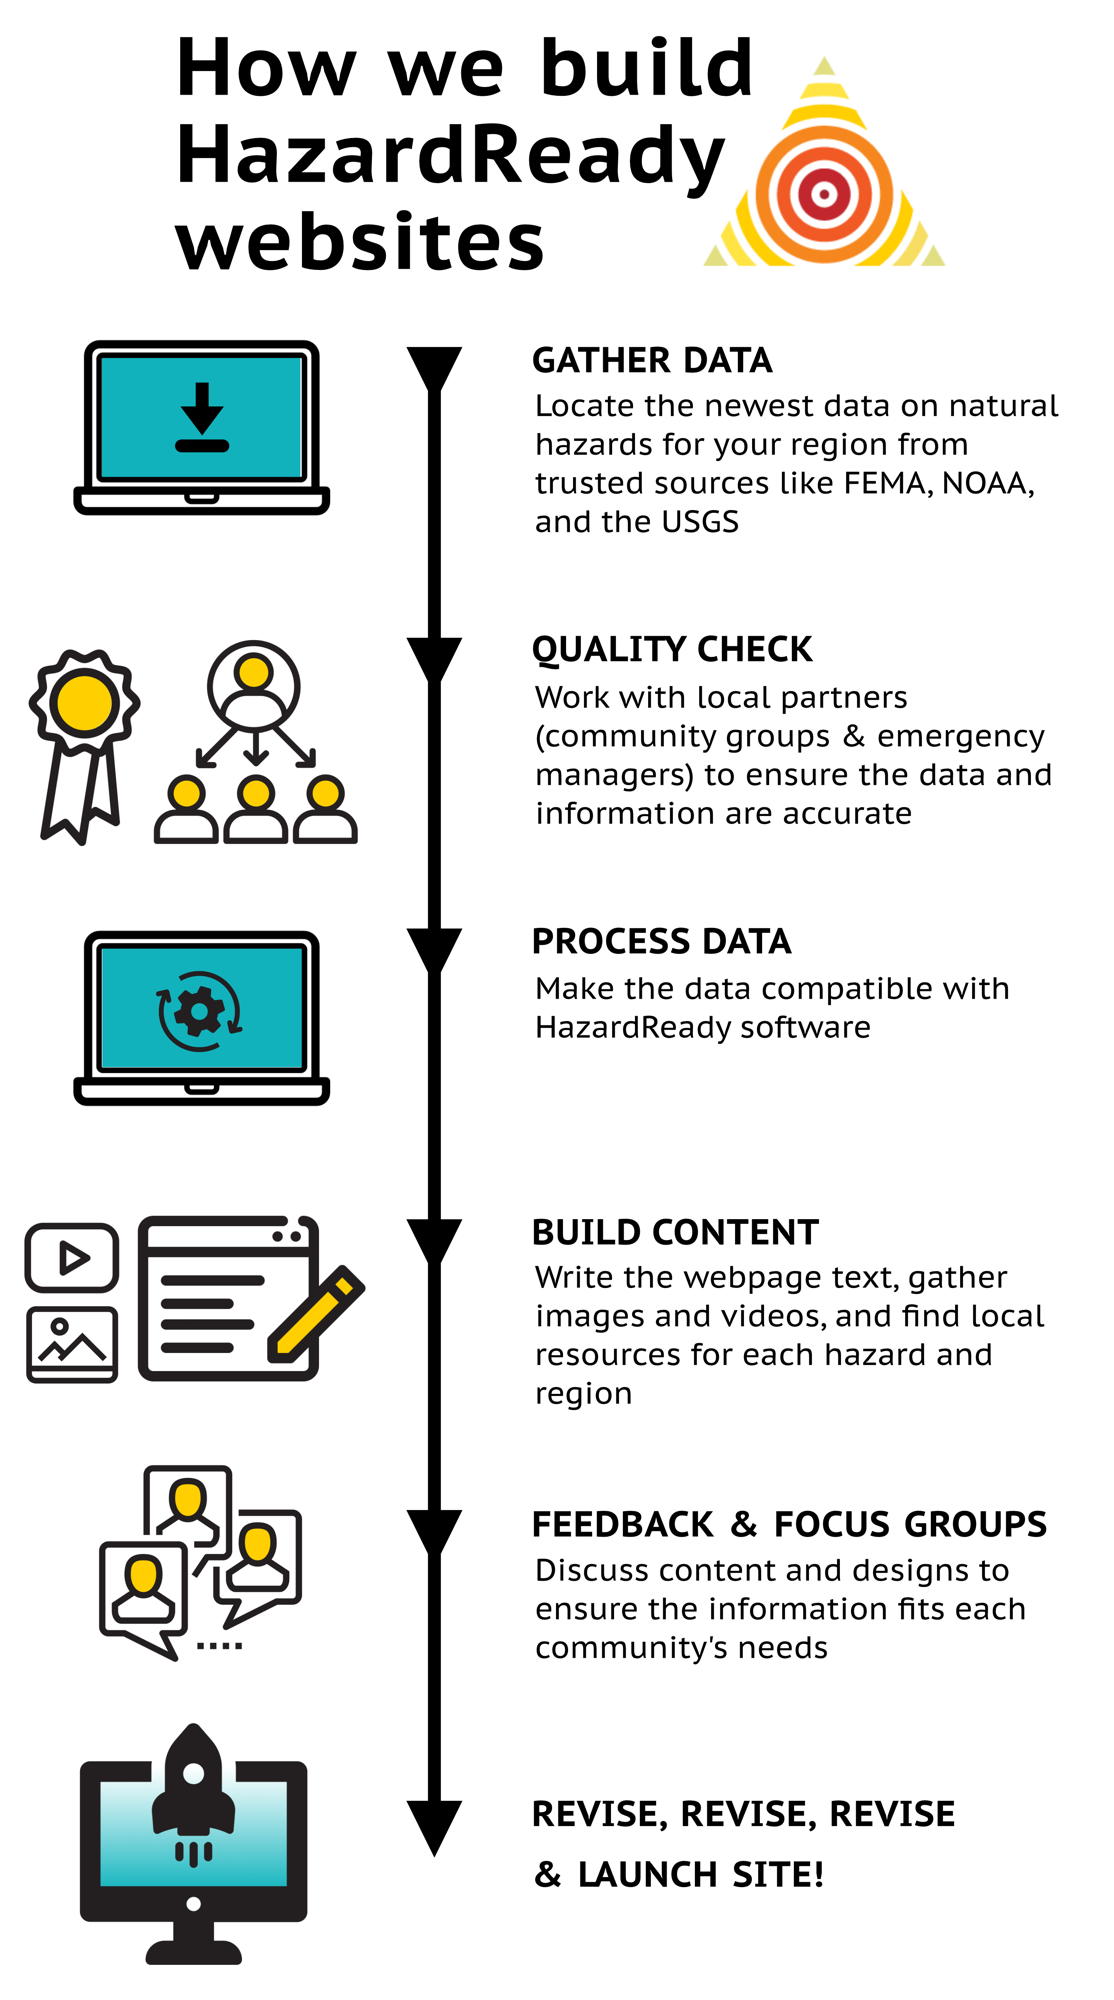 How we build
HazardReady
websites
GATHER DATA
Locate the newest data on natural
hazards for your region from
trusted sources like FEMA, NOAA,
and the USGS
QUALITY CHECK
Work with local partners
(community groups & emergency
managers) to ensure the data and
information are accurate
PROCESS DATA
Make the data compatible with
HazardReady software
BUILD CONTENT
Write the webpage text, gather
images and videos, and find local
resources for each hazard and
region
FEEDBACK & FOCUS GROUPS
Discuss content and designs to
ensure the information fits each
community's needs
REVISE, REVISE, REVISE
& LAUNCH SITE!